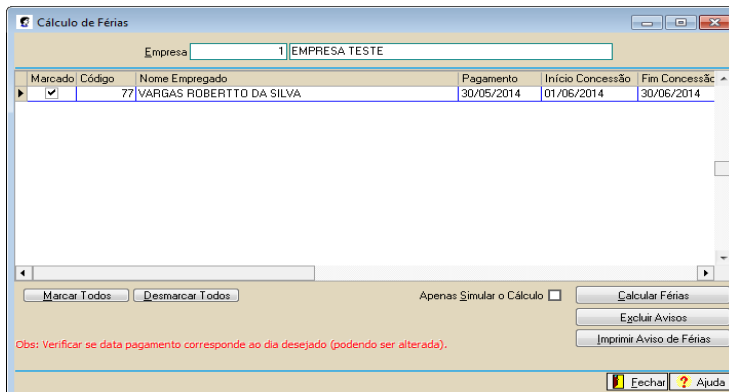 Cálculo de Férias
Empresa 1 EMPRESA TESTE
Marcado Código Nome Empregado Pagamento Início Concessão Fim Concessão
77 VARGAS ROBERTTO DA SILVA 30/05/2014 01/06/2014 30/06/2014
Marcar Todos Desmarcar Todos Apenas Simular o Cálculo Calcular Férias
Excluir Avisos
Imprimir Aviso de Férias
Obs: Verificar se data pagamento corresponde ao dia desejado (podendo ser alterada).
Fechar ? Ajuda